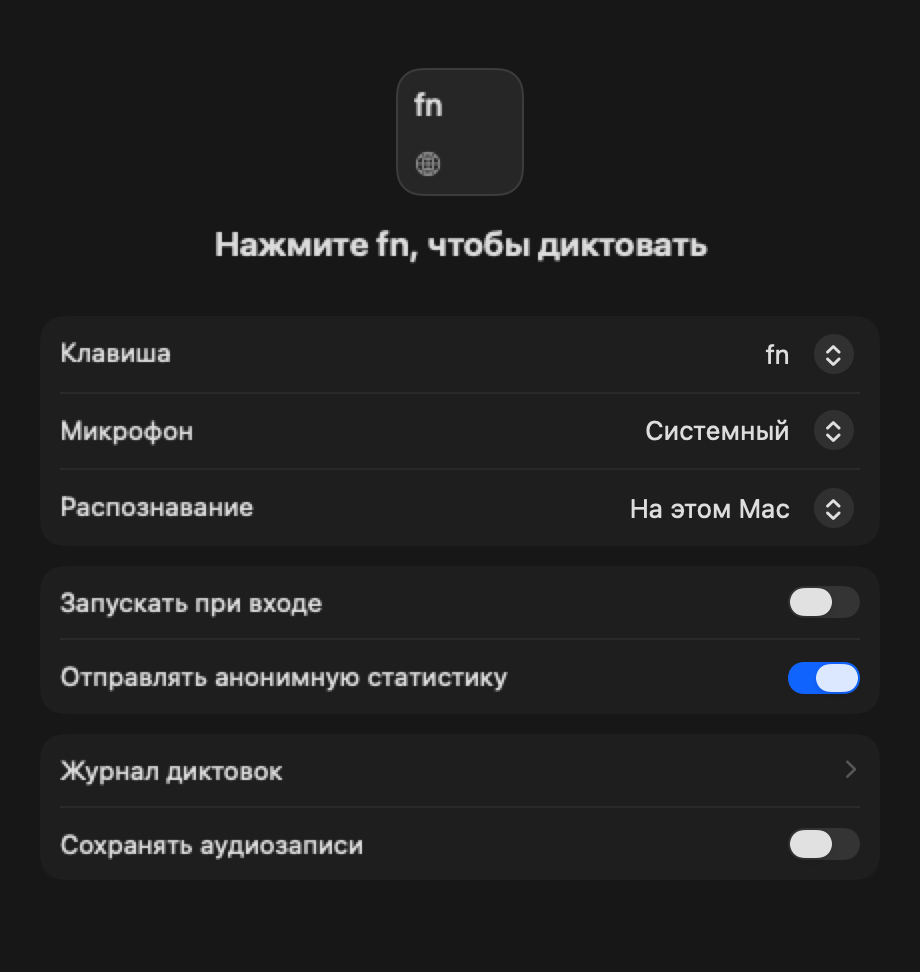 fn
Нажмите fn, чтобы диктовать
Клавиша fn
Микрофон Системный
Распознавание На этом Mac
Запускать при входе
Отправлять анонимную статистику
Журнал диктовок
Сохранять аудиозаписи